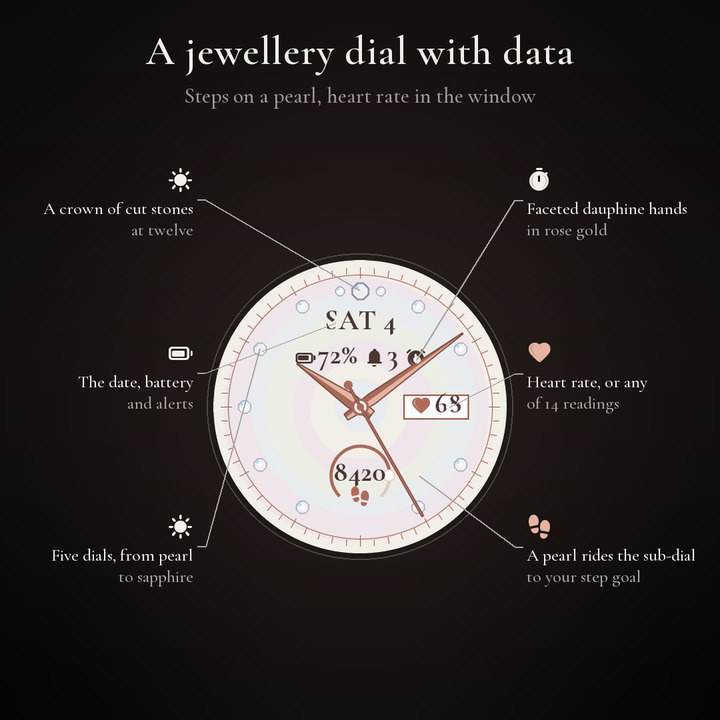 A jewellery dial with data
Steps on a pearl, heart rate in the window
A crown of cut stones
at twelve
Faceted dauphine hands
in rose gold
SAT 4
72% 3
The date, battery
and alerts
Heart rate, or any
of 14 readings
68
8420
Five dials, from pearl
to sapphire
A pearl rides the sub-dial
to your step goal